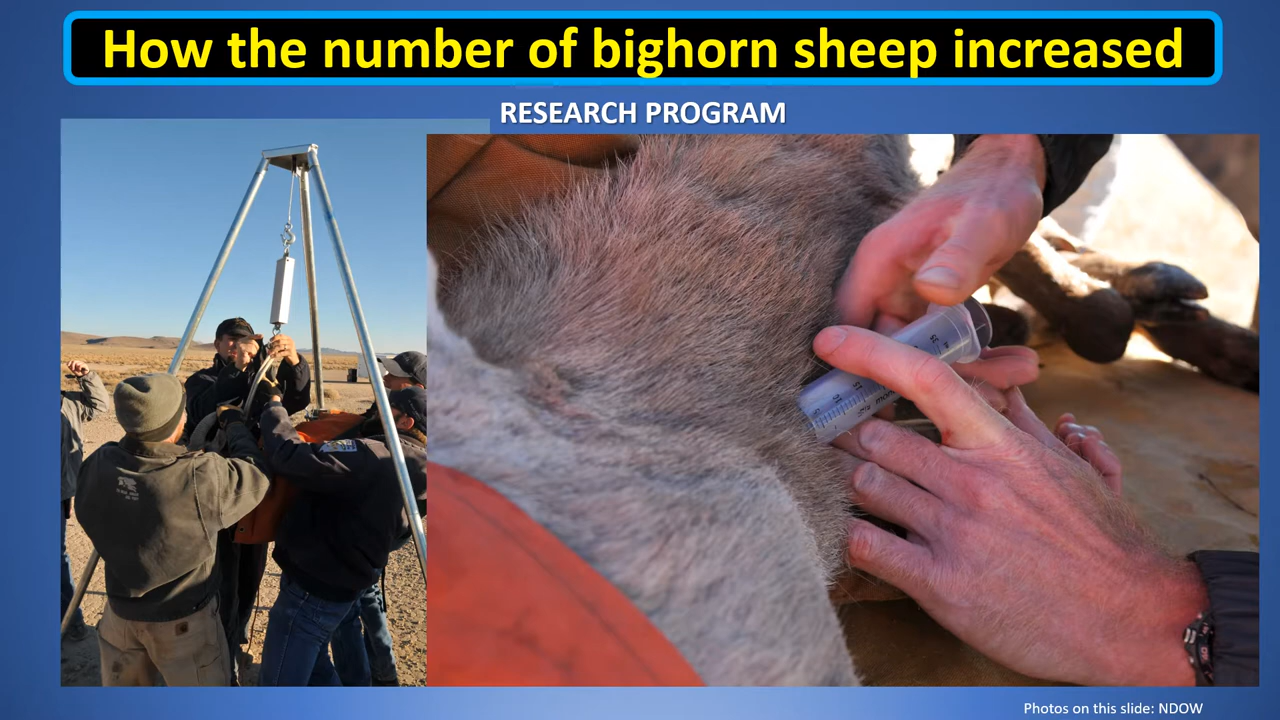 How the number of bighorn sheep increased
RESEARCH PROGRAM
Photos on this slide: NDOW